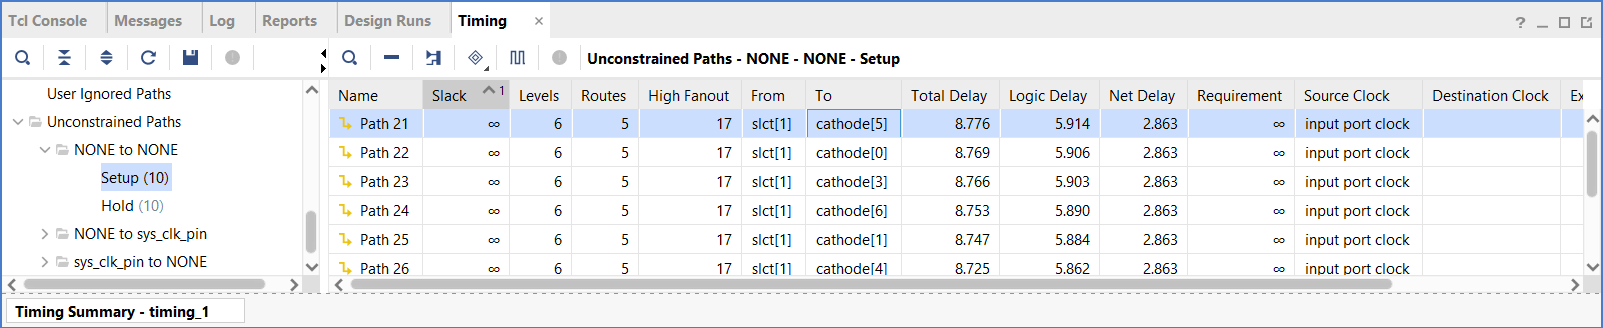 Tcl Console Messages Log Reports Design Runs Timing × ?
Unconstrained Paths - NONE - NONE - Setup
User Ignored Paths
Unconstrained Paths
NONE to NONE
Setup (10)
Hold (10)
NONE to sys_clk_pin
sys_clk_pin to NONE
Name Slack 1 Levels Routes High Fanout From To Total Delay Logic Delay Net Delay Requirement Source Clock Destination Clock Ex
Path 21 ∞ 6 5 17 slct[1] cathode[5] 8.776 5.914 2.863 ∞ input port clock
Path 22 ∞ 6 5 17 slct[1] cathode[0] 8.769 5.906 2.863 ∞ input port clock
Path 23 ∞ 6 5 17 slct[1] cathode[3] 8.766 5.903 2.863 ∞ input port clock
Path 24 ∞ 6 5 17 slct[1] cathode[6] 8.753 5.890 2.863 ∞ input port clock
Path 25 ∞ 6 5 17 slct[1] cathode[1] 8.747 5.884 2.863 ∞ input port clock
Path 26 ∞ 6 5 17 slct[1] cathode[4] 8.725 5.862 2.863 ∞ input port clock
Timing Summary - timing_1